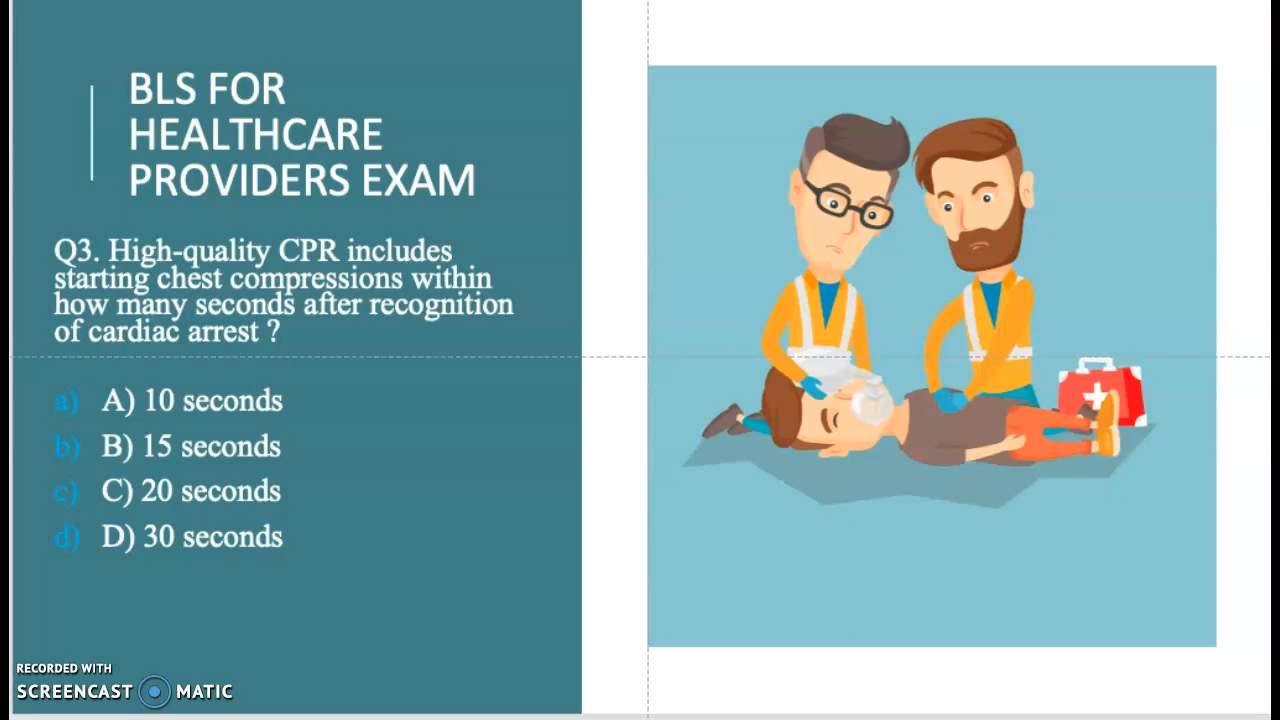 BLS FOR
HEALTHCARE
PROVIDERS EXAM
Q3. High-quality CPR includes
starting chest compressions within
how many seconds after recognition
of cardiac arrest ?
a) A) 10 seconds
b) B) 15 seconds
c) C) 20 seconds
d) D) 30 seconds
RECORDED WITH
SCREENCAST MATIC